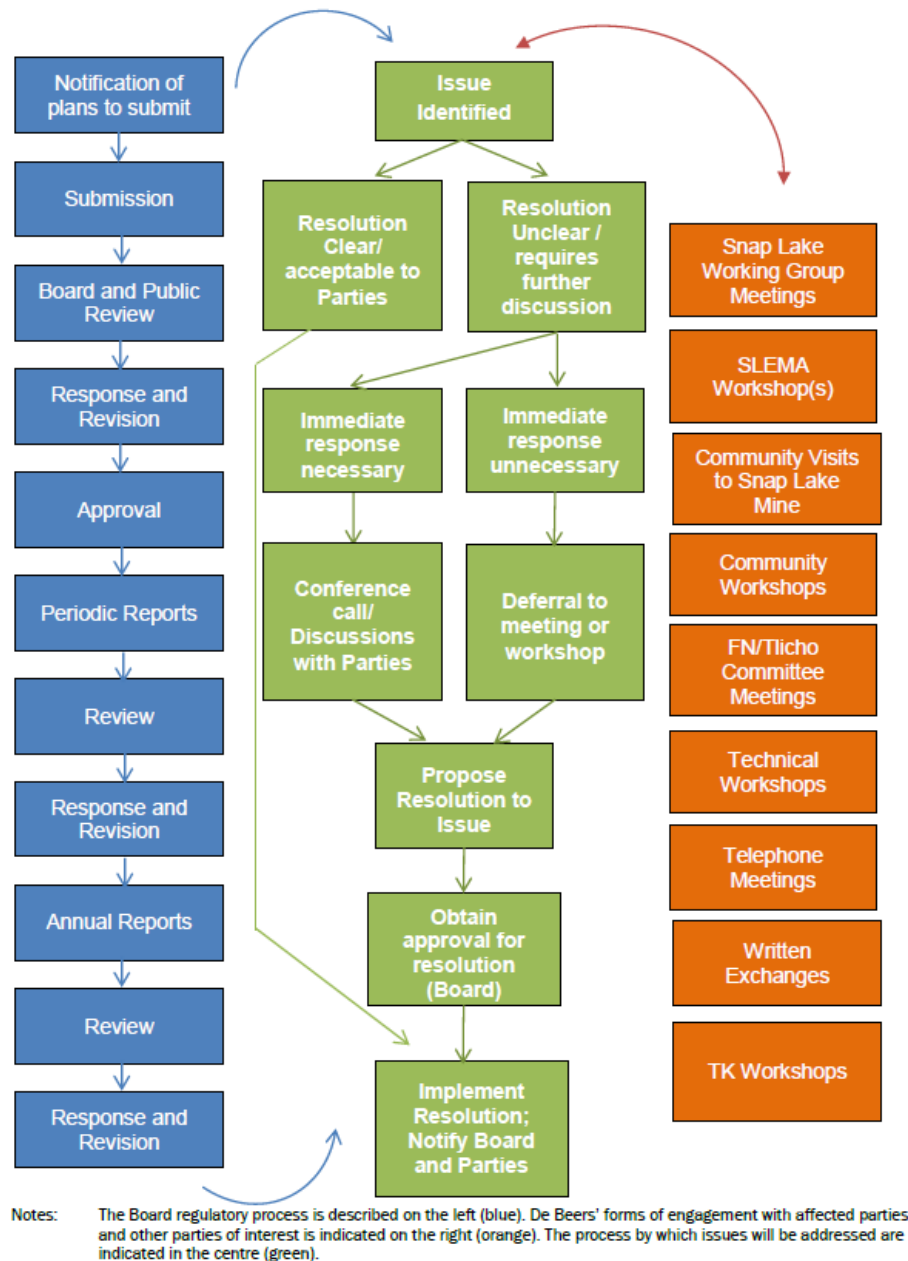 Notification of
plans to submit
Submission
Board and Public
Review
Response and
Revision
Approval
Periodic Reports
Review
Response and
Revision
Annual Reports
Review
Response and
Revision
Issue
Identified
Resolution
Clear/
acceptable to
Parties
Resolution
Unclear /
requires
further
discussion
Immediate
response
necessary
Immediate
response
unnecessary
Conference
call/
Discussions
with Parties
Deferral to
meeting or
workshop
Propose
Resolution to
Issue
Obtain
approval for
resolution
(Board)
Implement
Resolution;
Notify Board
and Parties
Snap Lake
Working Group
Meetings
SLEMA
Workshop(s)
Community Visits
to Snap Lake
Mine
Community
Workshops
FN/Tlicho
Committee
Meetings
Technical
Workshops
Telephone
Meetings
Written
Exchanges
TK Workshops
Notes: The Board regulatory process is described on the left (blue). De Beers' forms of engagement with affected parties
and other parties of interest is indicated on the right (orange). The process by which issues will be addressed are
indicated in the centre (green).